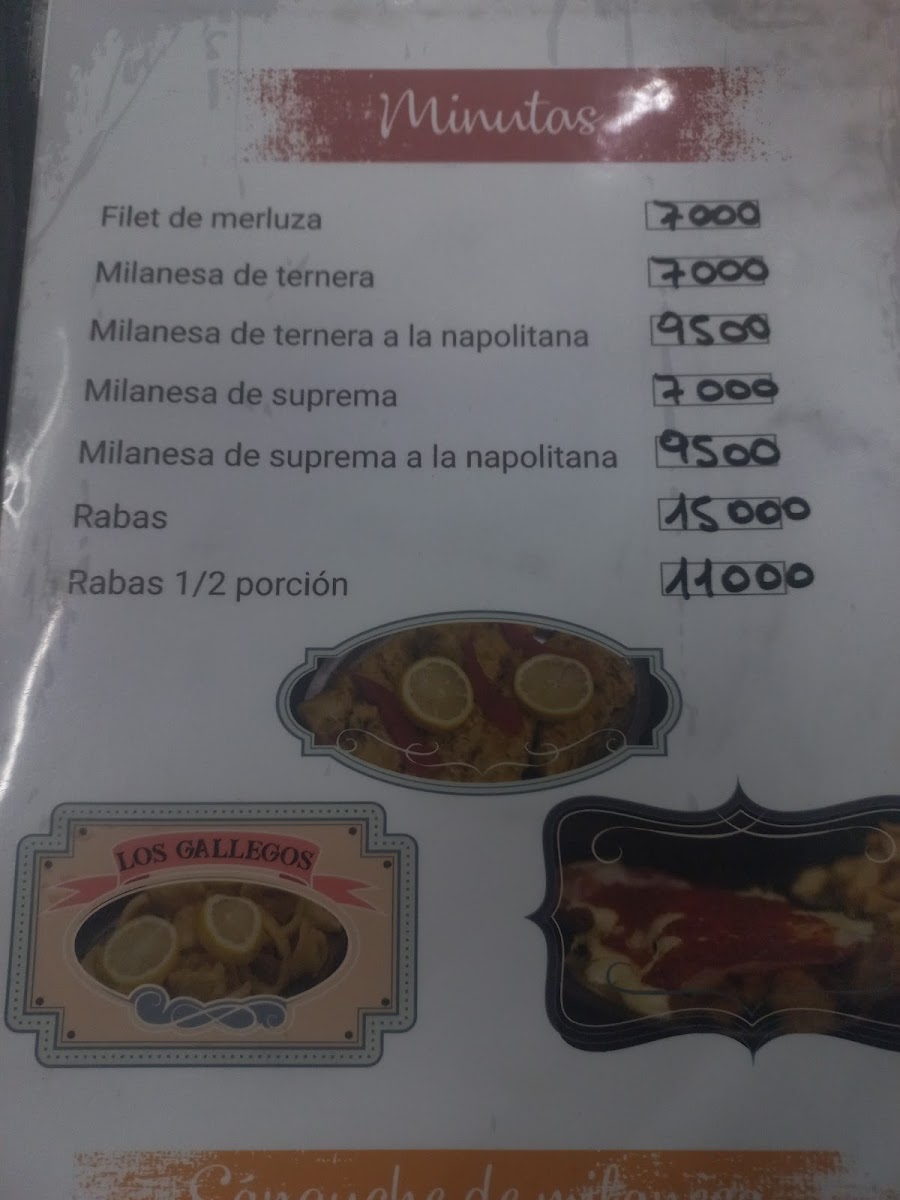 Minutas
Filet de merluza 7000
Milanesa de ternera 7000
Milanesa de ternera a la napolitana 9500
Milanesa de suprema 7000
Milanesa de suprema a la napolitana 9500
Rabas 15000
Rabas 1/2 porción 11000
LOS GALLEGOS
de